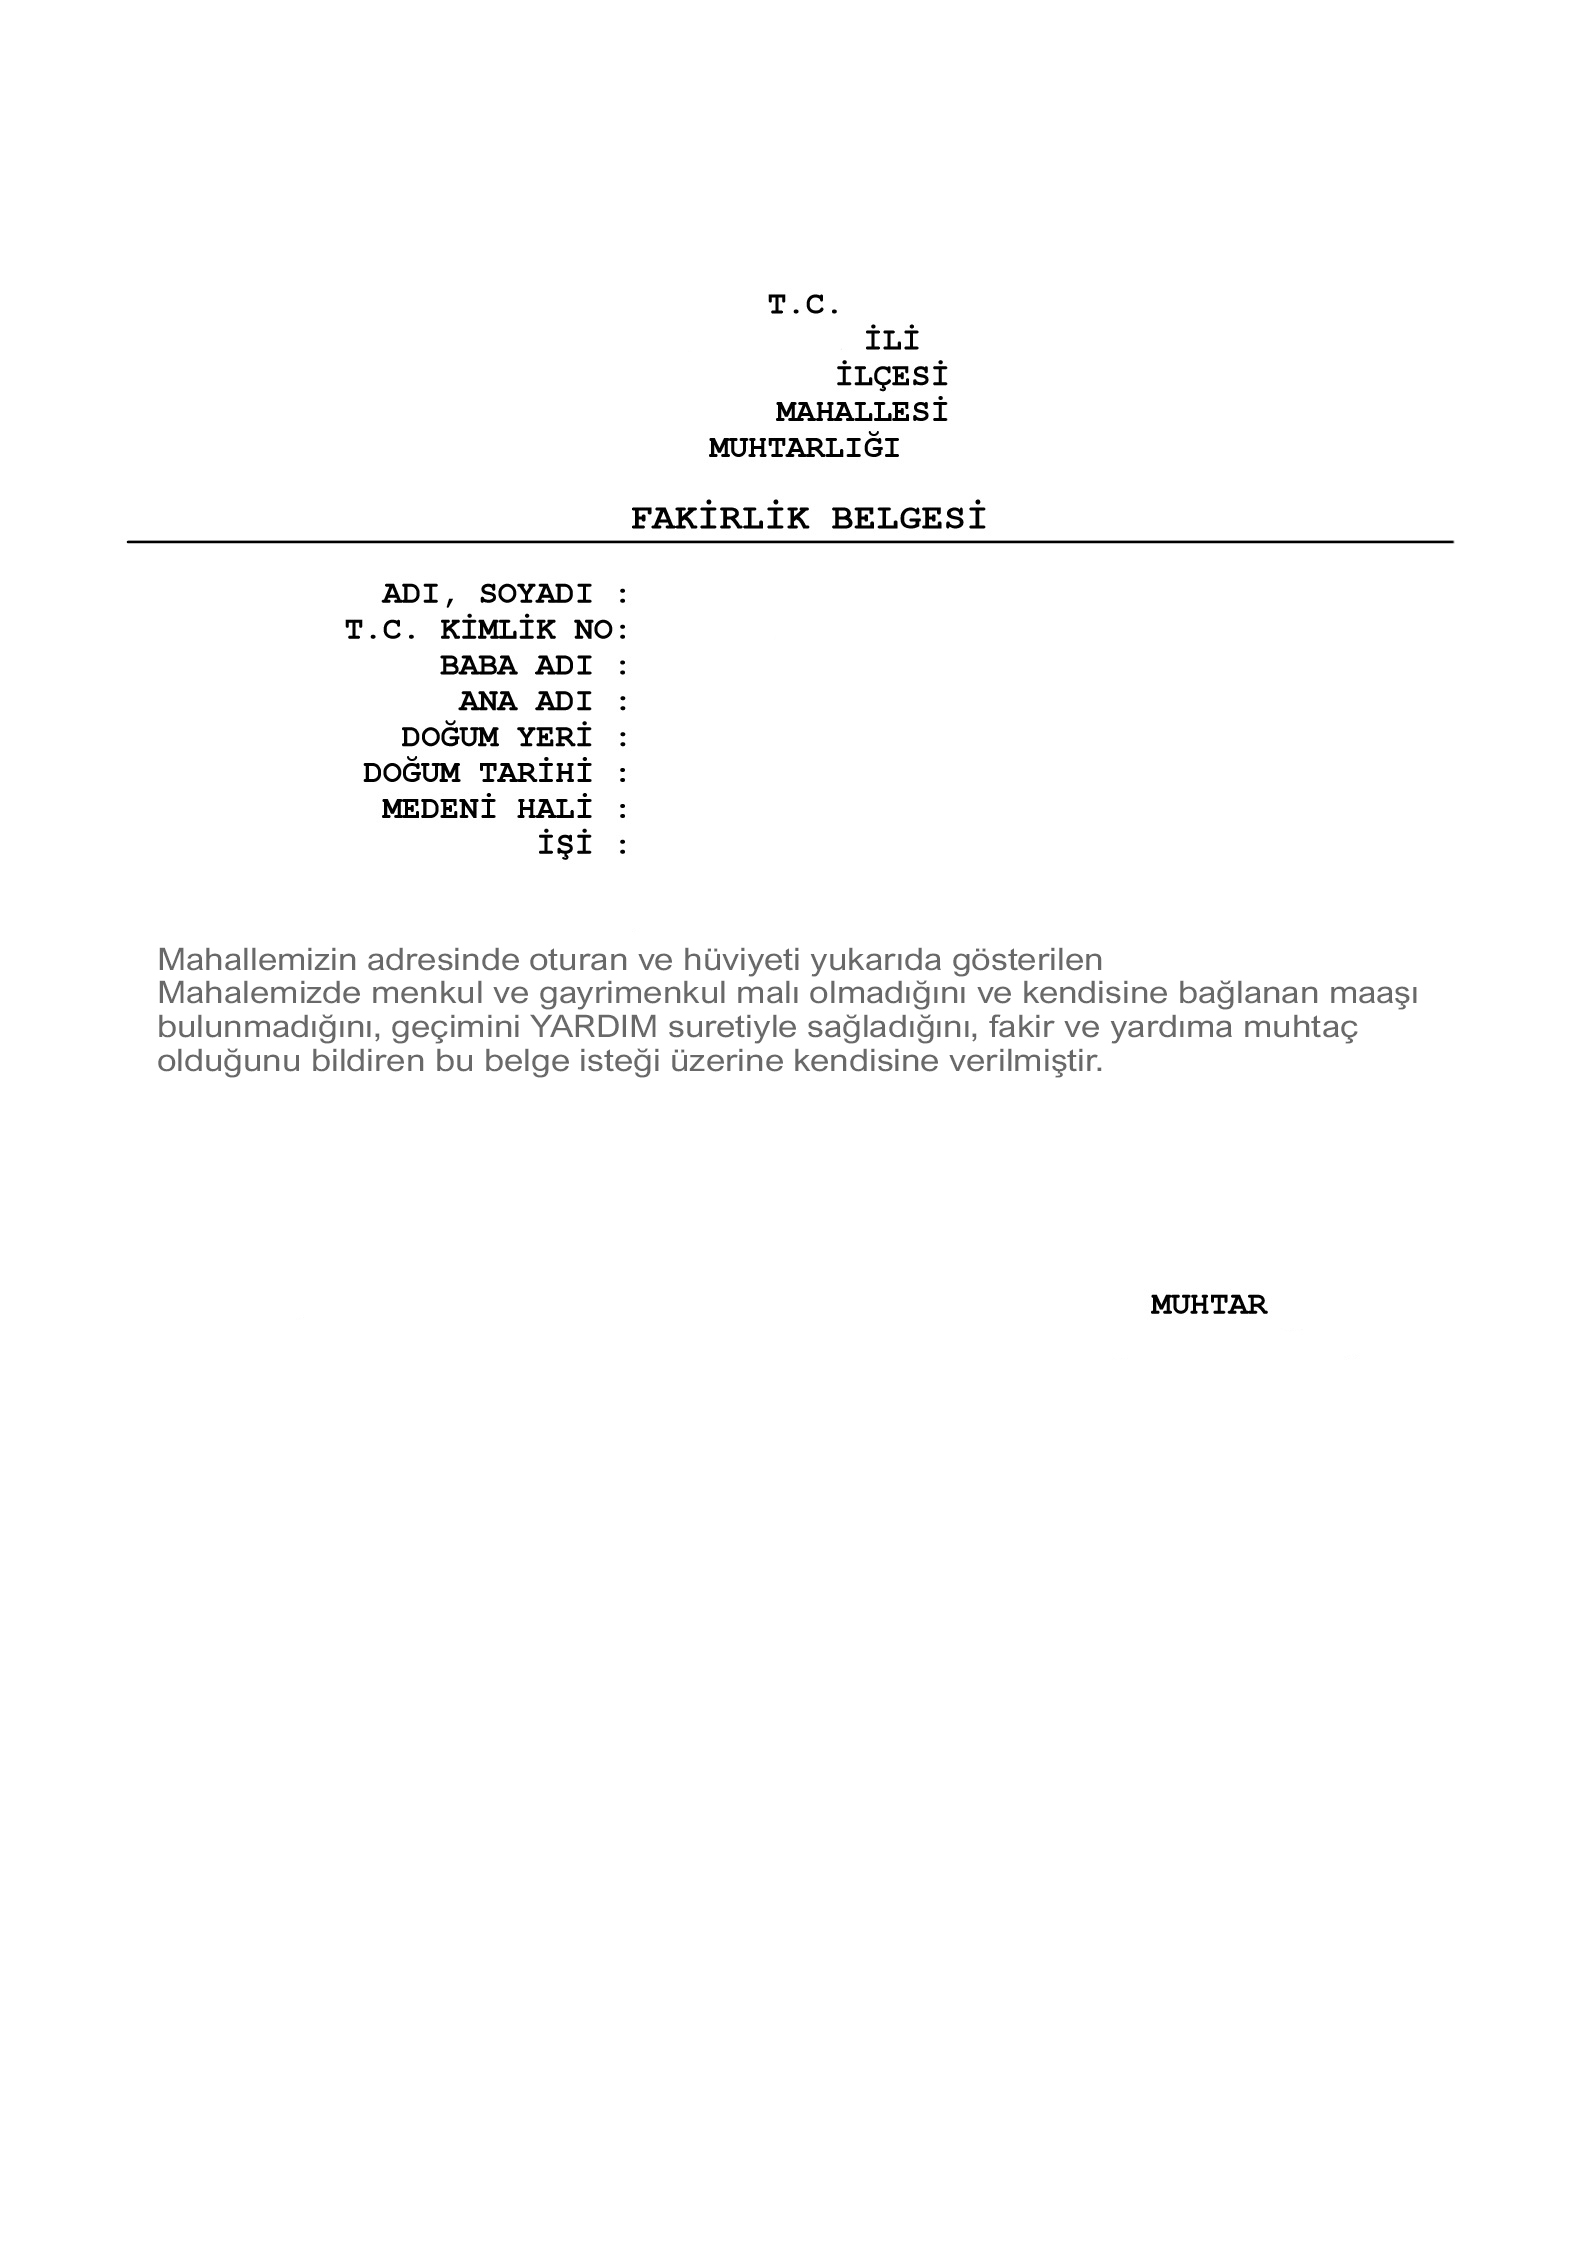 T.C.
İLİ
İLÇESİ
MAHALLESİ
MUHTARLIĞI
FAKİRLİK BELGESİ
ADI, SOYADI :
T.C. KİMLİK NO:
BABA ADI :
ANA ADI :
DOĞUM YERİ :
DOĞUM TARİHİ :
MEDENİ HALİ :
İŞİ :
Mahallemizin adresinde oturan ve hüviyeti yukarıda gösterilen
Mahalemizde menkul ve gayrimenkul malı olmadığını ve kendisine bağlanan maaşı
bulunmadığını, geçimini YARDIM suretiyle sağladığını, fakir ve yardıma muhtaç
olduğunu bildiren bu belge isteği üzerine kendisine verilmiştir.
MUHTAR